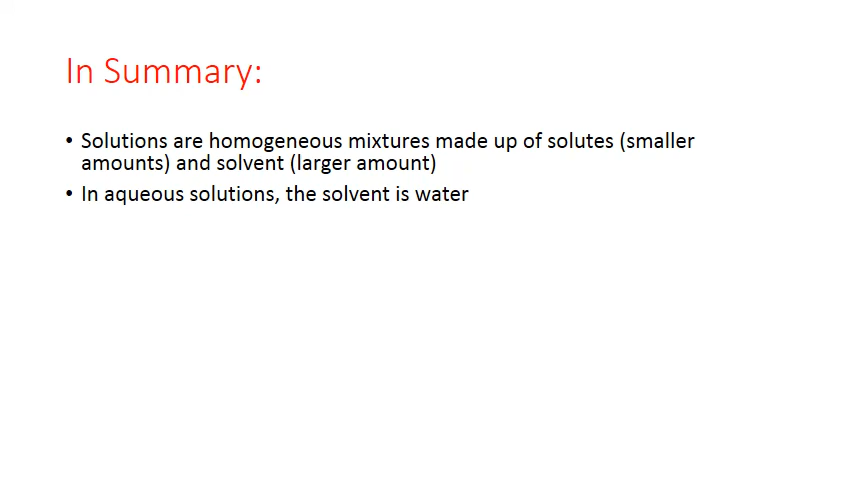 In Summary:
• Solutions are homogeneous mixtures made up of solutes (smaller
amounts) and solvent (larger amount)
• In aqueous solutions, the solvent is water